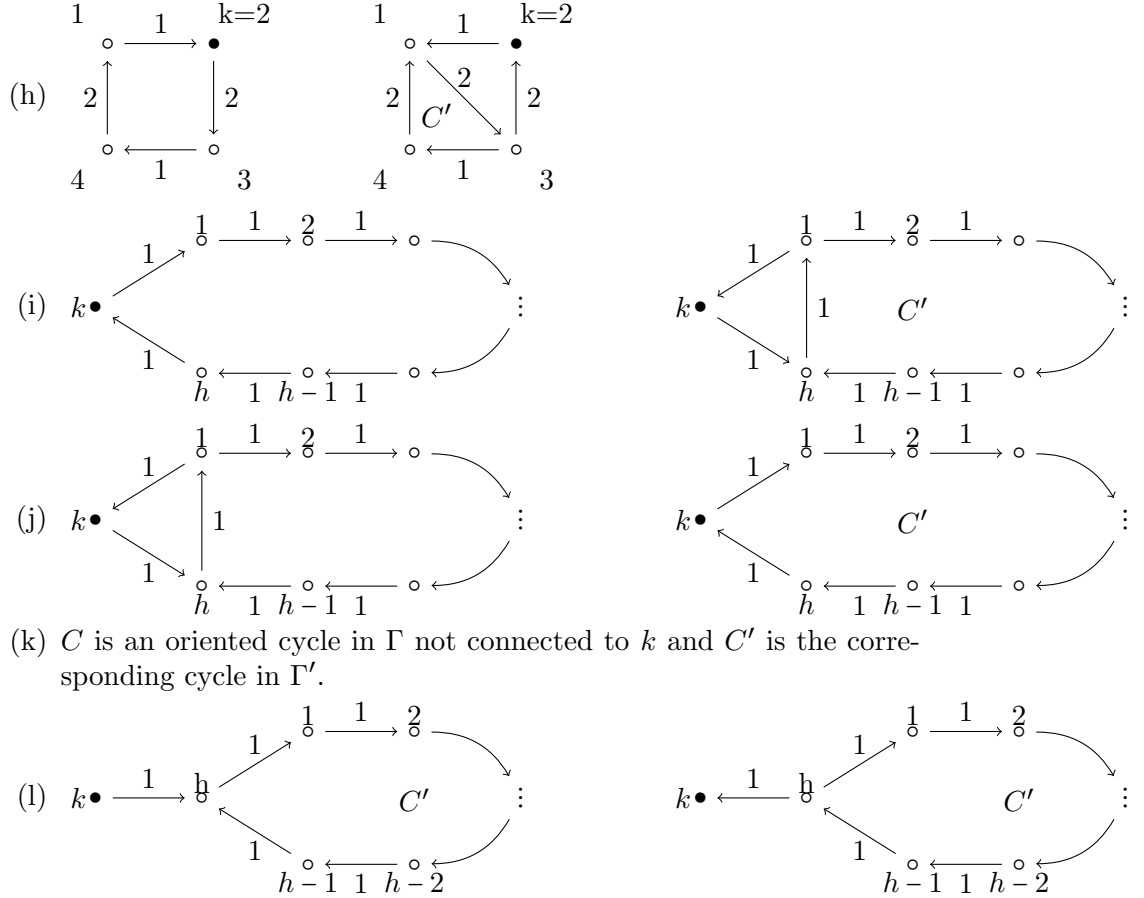 1 1 k=2 1 1 k=2
(h) 2 2 2 2 C′ 2
4 1 3 4 1 3
1 1 2 1 1 1 2 1
1 1
(i) k ⋮ k 1 C′ ⋮
1 1
h 1 h − 1 1 h 1 h − 1 1
1 1 2 1 1 1 2 1
1 1
(j) k 1 ⋮ k C′ ⋮
1 1
h 1 h − 1 1 h 1 h − 1 1
(k) C is an oriented cycle in Γ not connected to k and C′ is the corre-
sponding cycle in Γ′.
1 1 2 1 1 2
1 1
(l) k 1 h C′ ⋮ k 1 h C′ ⋮
1 1
h − 1 1 h − 2 h − 1 1 h − 2